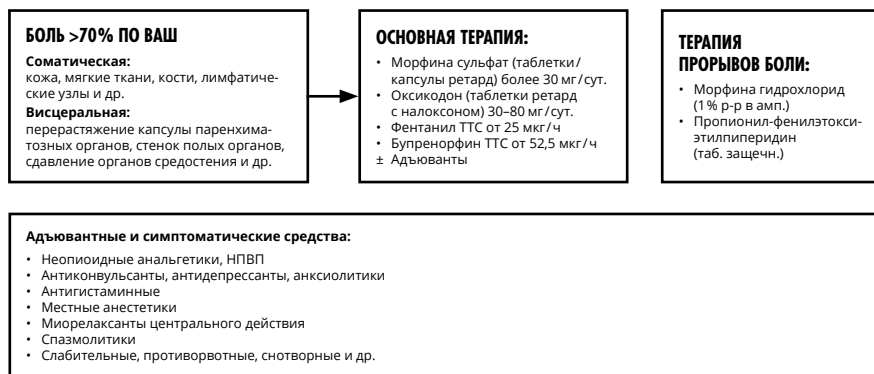 БОЛЬ >70% ПО ВАШ
Соматическая:
кожа, мягкие ткани, кости, лимфатиче-
ские узлы и др.
Висцеральная:
перерастяжение капсулы паренхима-
тозных органов, стенок полых органов,
сдавление органов средостения и др.
ОСНОВНАЯ ТЕРАПИЯ:
• Морфина сульфат (таблетки/
капсулы ретард) более 30 мг/сут.
• Оксикодон (таблетки ретард
с налоксоном) 30–80 мг/сут.
• Фентанил ТТС от 25 мкг/ч
• Бупренорфин ТТС от 52,5 мкг/ч
± Адъюванты
ТЕРАПИЯ
ПРОРЫВОВ БОЛИ:
• Морфина гидрохлорид
(1% р-р в амп.)
• Пропионил-фенилэтокси-
этилпиперидин
(таб. защечн.)
Адъювантные и симптоматические средства:
• Неопиоидные анальгетики, НПВП
• Антиконвульсанты, антидепрессанты, анксиолитики
• Антигистаминные
• Местные анестетики
• Миорелаксанты центрального действия
• Спазмолитики
• Слабительные, противорвотные, снотворные и др.